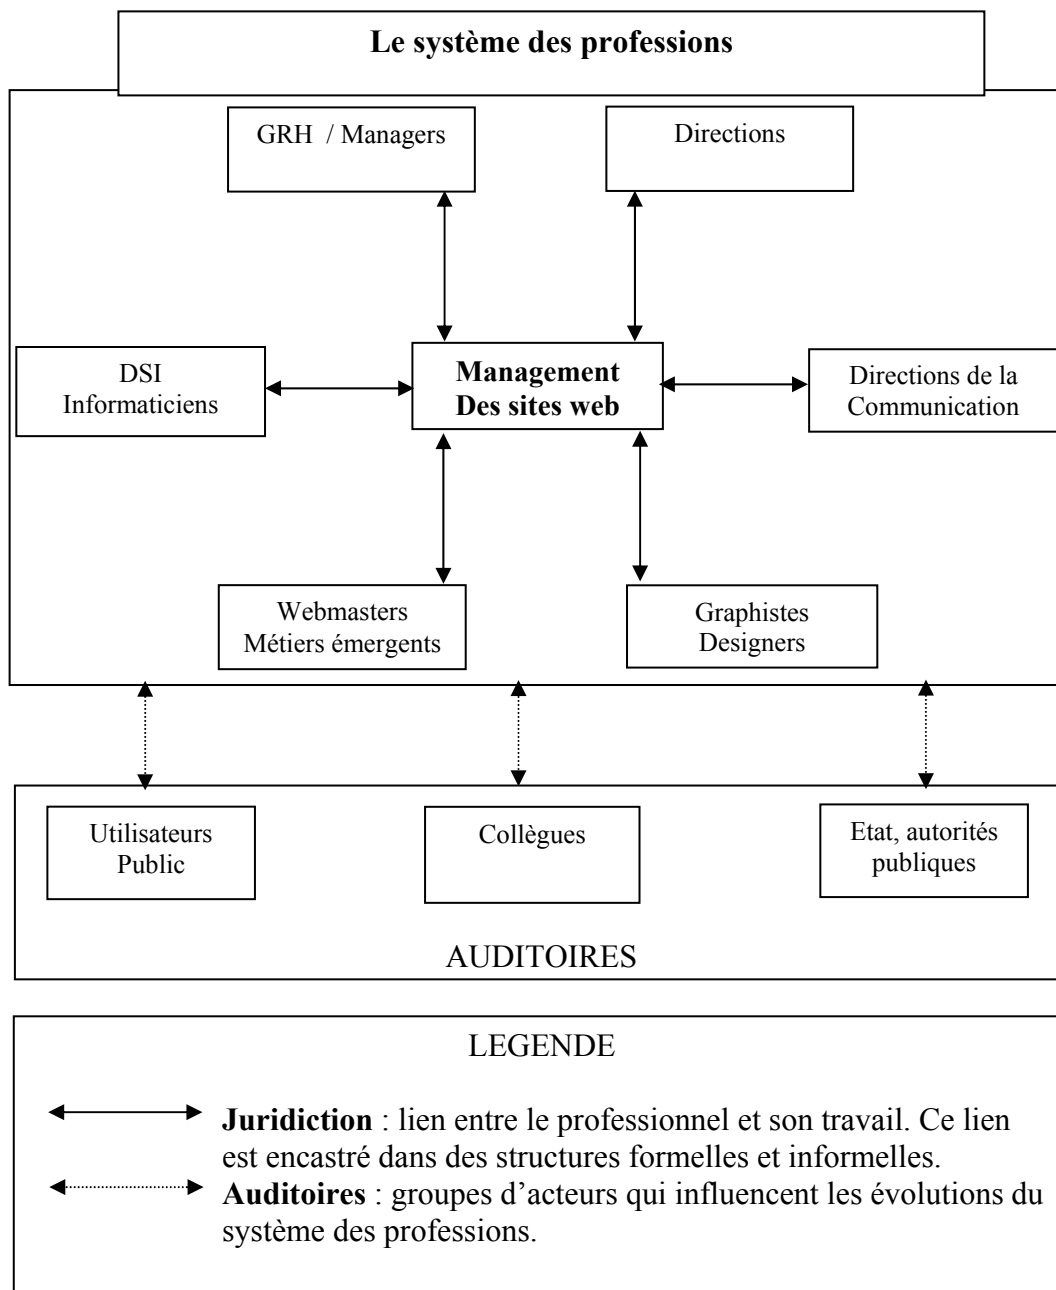 Le système des professions
GRH / Managers
Directions
DSI
Informaticiens
Management
Des sites web
Directions de la
Communication
Webmasters
Métiers émergents
Graphistes
Designers
Utilisateurs
Public
Collègues
Etat, autorités
publiques
AUDITOIRES
LEGENDE
Juridiction : lien entre le professionnel et son travail. Ce lien
est encastré dans des structures formelles et informelles.
Auditoires : groupes d’acteurs qui influencent les évolutions du
système des professions.